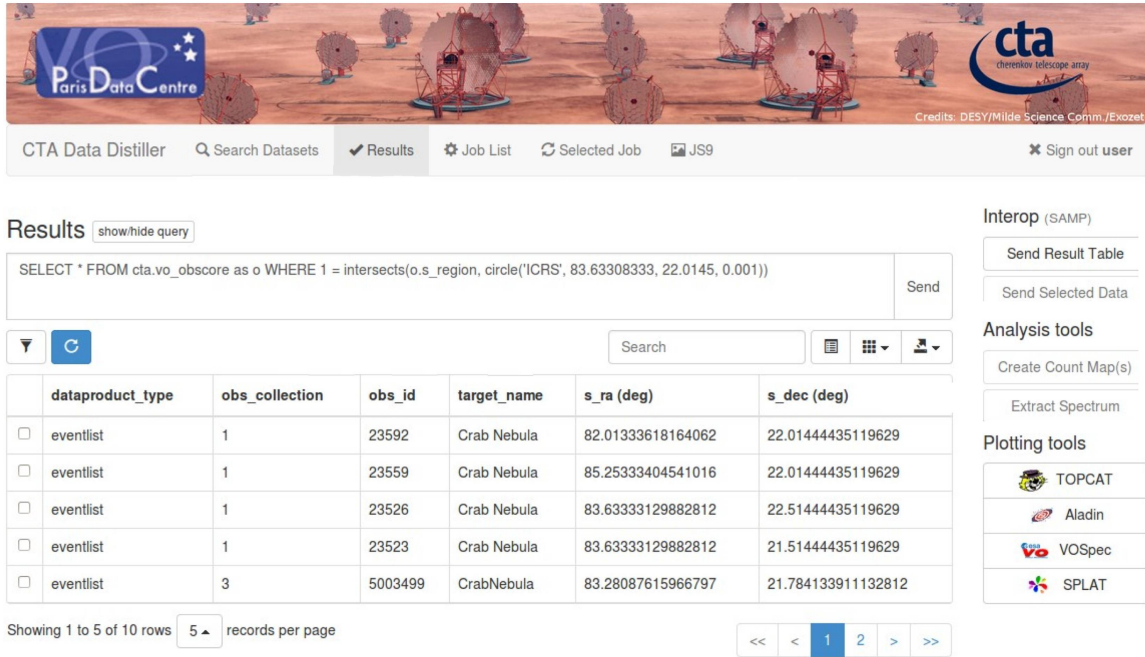 VO
Paris Data Centre
cta
cherenkov telescope array
Credits: DESY/Milde Science Comm./Exozet
CTA Data Distiller Search Datasets Results Job List Selected Job JS9 Sign out user
Results show/hide query
SELECT * FROM cta.vo_obscore as o WHERE 1 = intersects(o.s_region, circle('ICRS', 83.63308333, 22.0145, 0.001))
Send
Search
dataproduct_type obs_collection obs_id target_name s_ra (deg) s_dec (deg)
eventlist 1 23592 Crab Nebula 82.01333618164062 22.01444435119629
eventlist 1 23559 Crab Nebula 85.25333404541016 22.01444435119629
eventlist 1 23526 Crab Nebula 83.63333129882812 22.51444435119629
eventlist 1 23523 Crab Nebula 83.63333129882812 21.51444435119629
eventlist 3 5003499 CrabNebula 83.28087615966797 21.784133911132812
Showing 1 to 5 of 10 rows 5 records per page
<< < 1 2 > >>
Interop (SAMP)
Send Result Table
Send Selected Data
Analysis tools
Create Count Map(s)
Extract Spectrum
Plotting tools
TOPCAT
Aladin
esa VO VOSpec
SPLAT